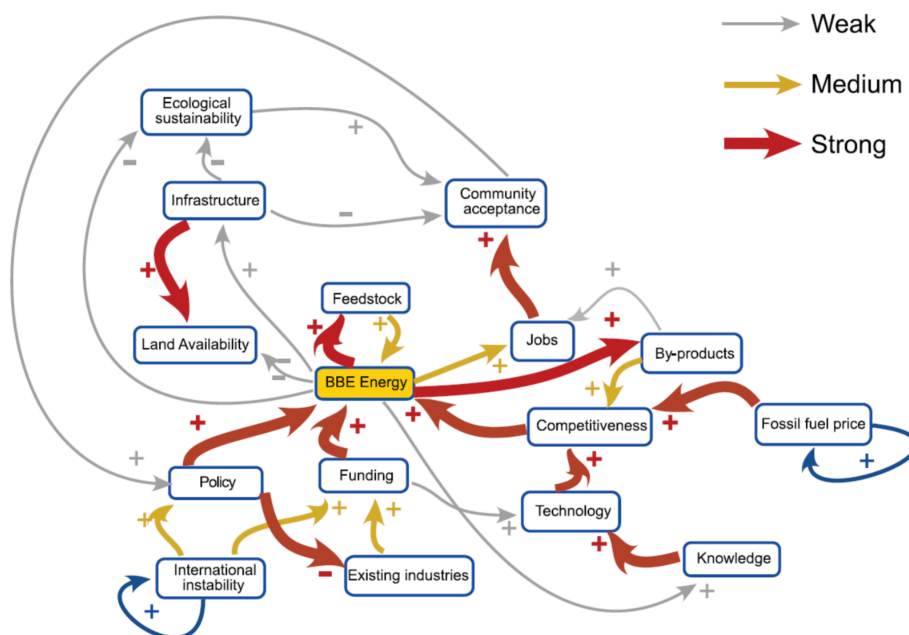 Weak
Medium
Strong
Ecological
sustainability
+
-
-
Infrastructure
Community
acceptance
-
+
+
+
+
Feedstock
+
+
+
Land Availability
-
-
Jobs
+
By-products
BBE Energy
+
+
+
+
Competitiveness
+
Fossil fuel price
+
+
Policy
Funding
+
+
+
+
+
Technology
+
+
Knowledge
International
instability
-
Existing industries
+
+